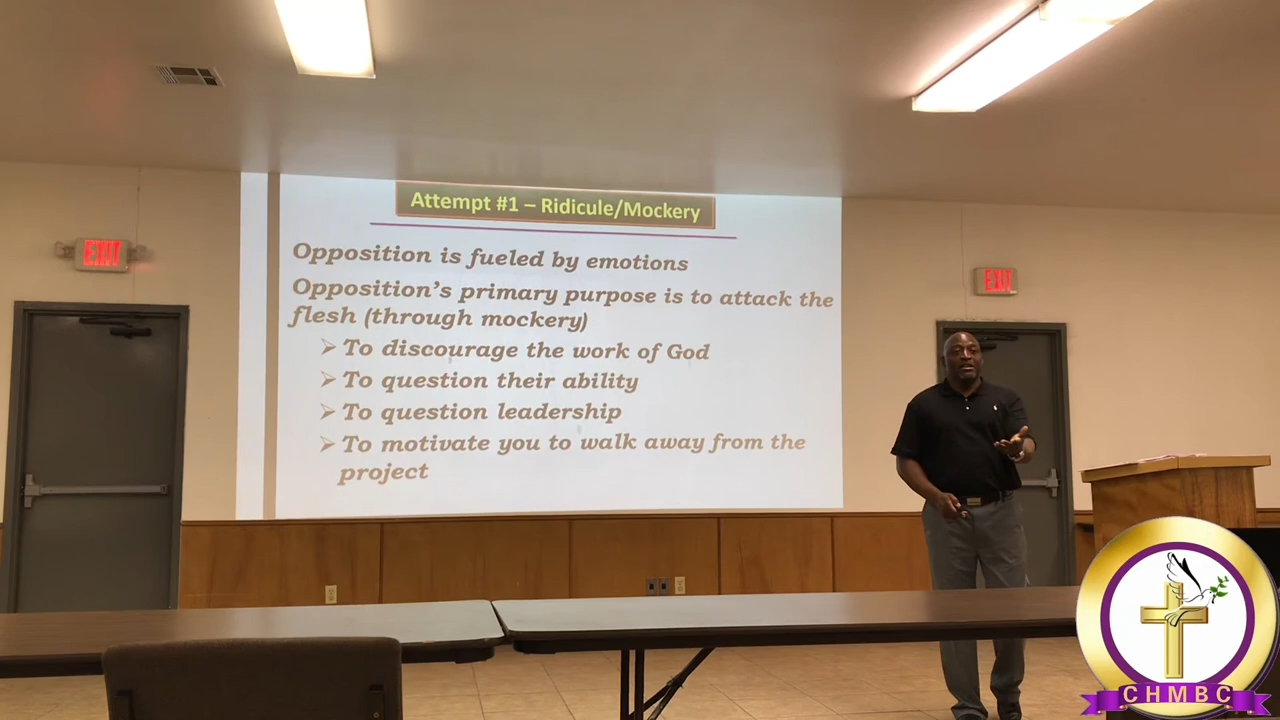 Attempt #1 – Ridicule/Mockery
EXIT
Opposition is fueled by emotions
EXIT
Opposition's primary purpose is to attack the
flesh (through mockery)
➢ To discourage the work of God
➢ To question their ability
➢ To question leadership
➢ To motivate you to walk away from the
project
CHMBC